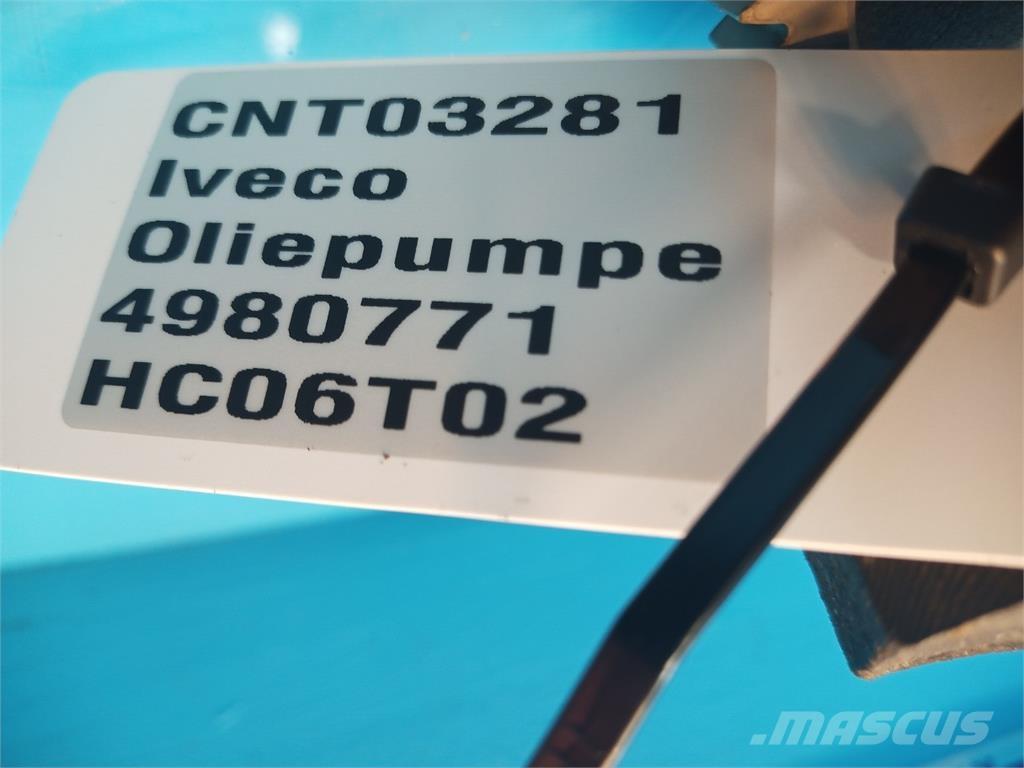 CNT03281
Iveco
Oliepumpe
4980771
HC06T02
.MASCUS